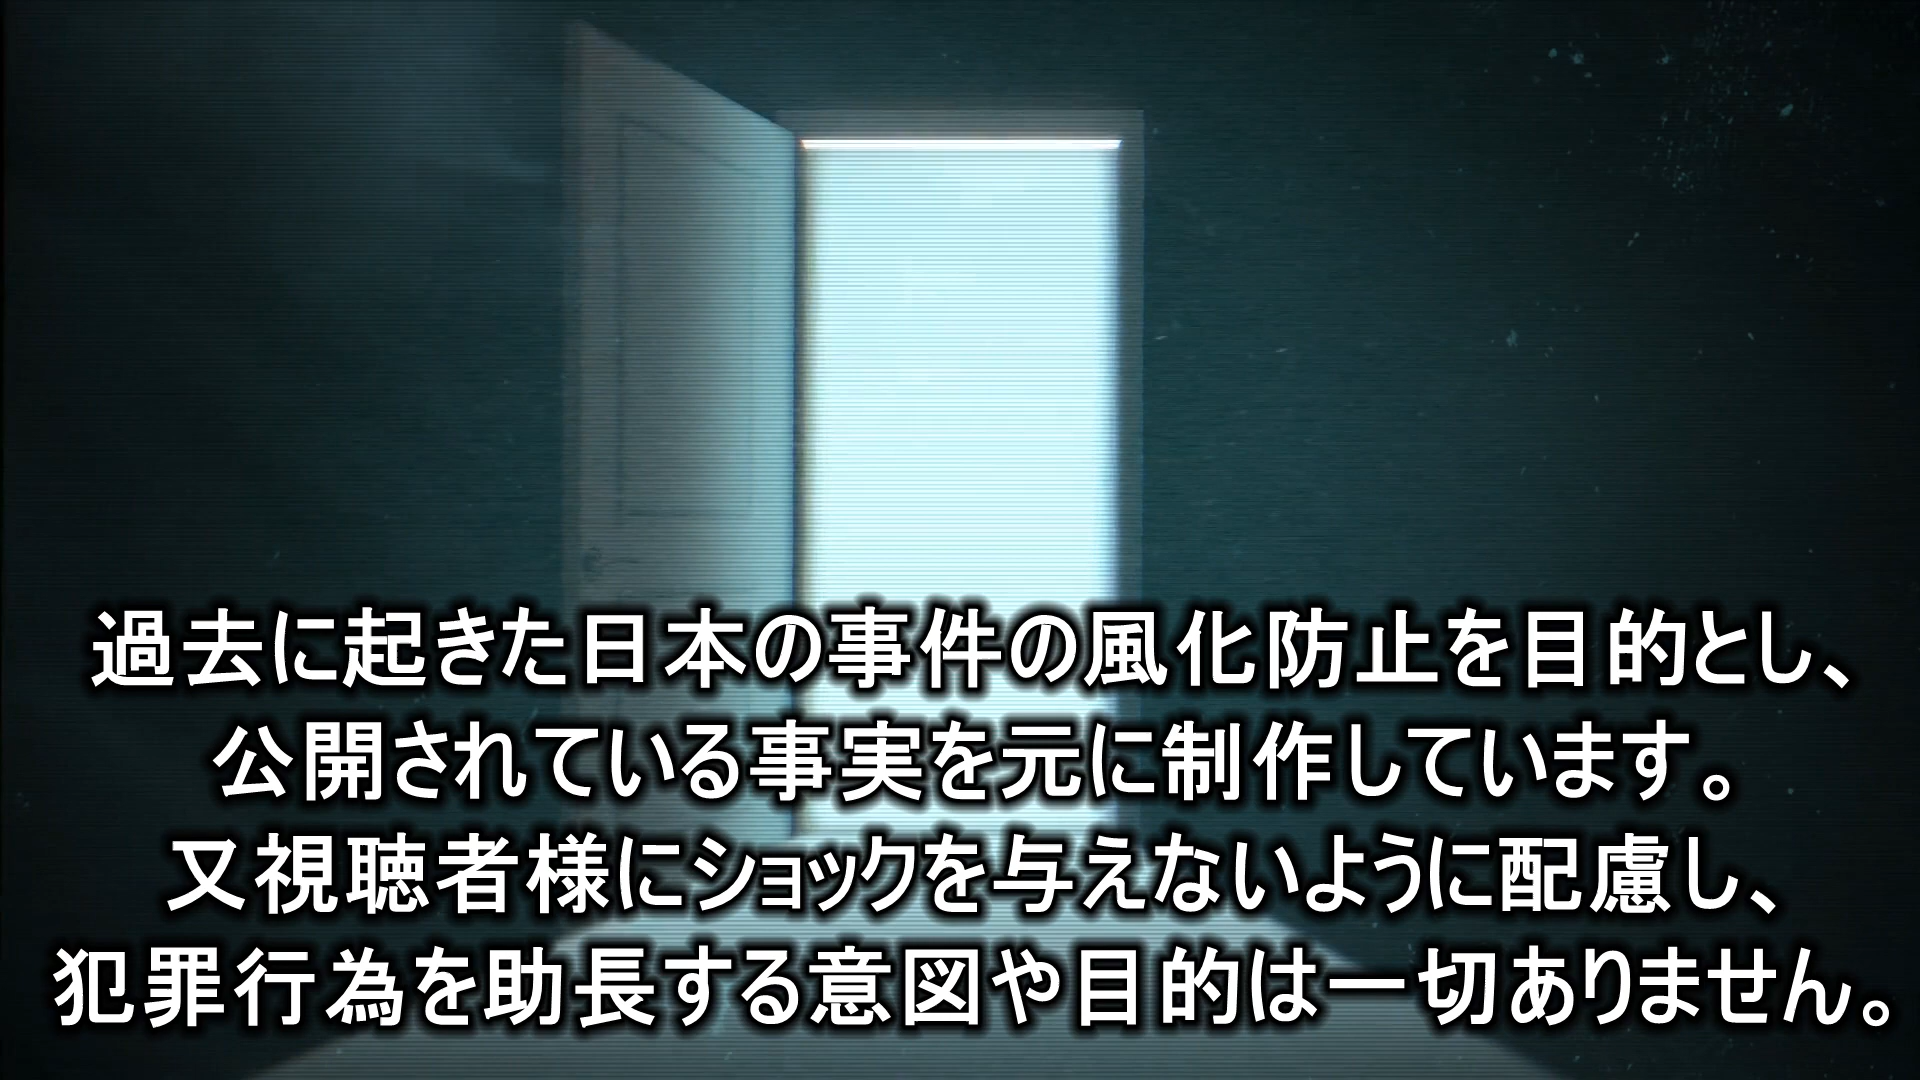 過去に起きた日本の事件の風化防止を目的とし、
公開されている事実を元に制作しています。
又視聴者様にショックを与えないように配慮し、
犯罪行為を助長する意図や目的は一切ありません。